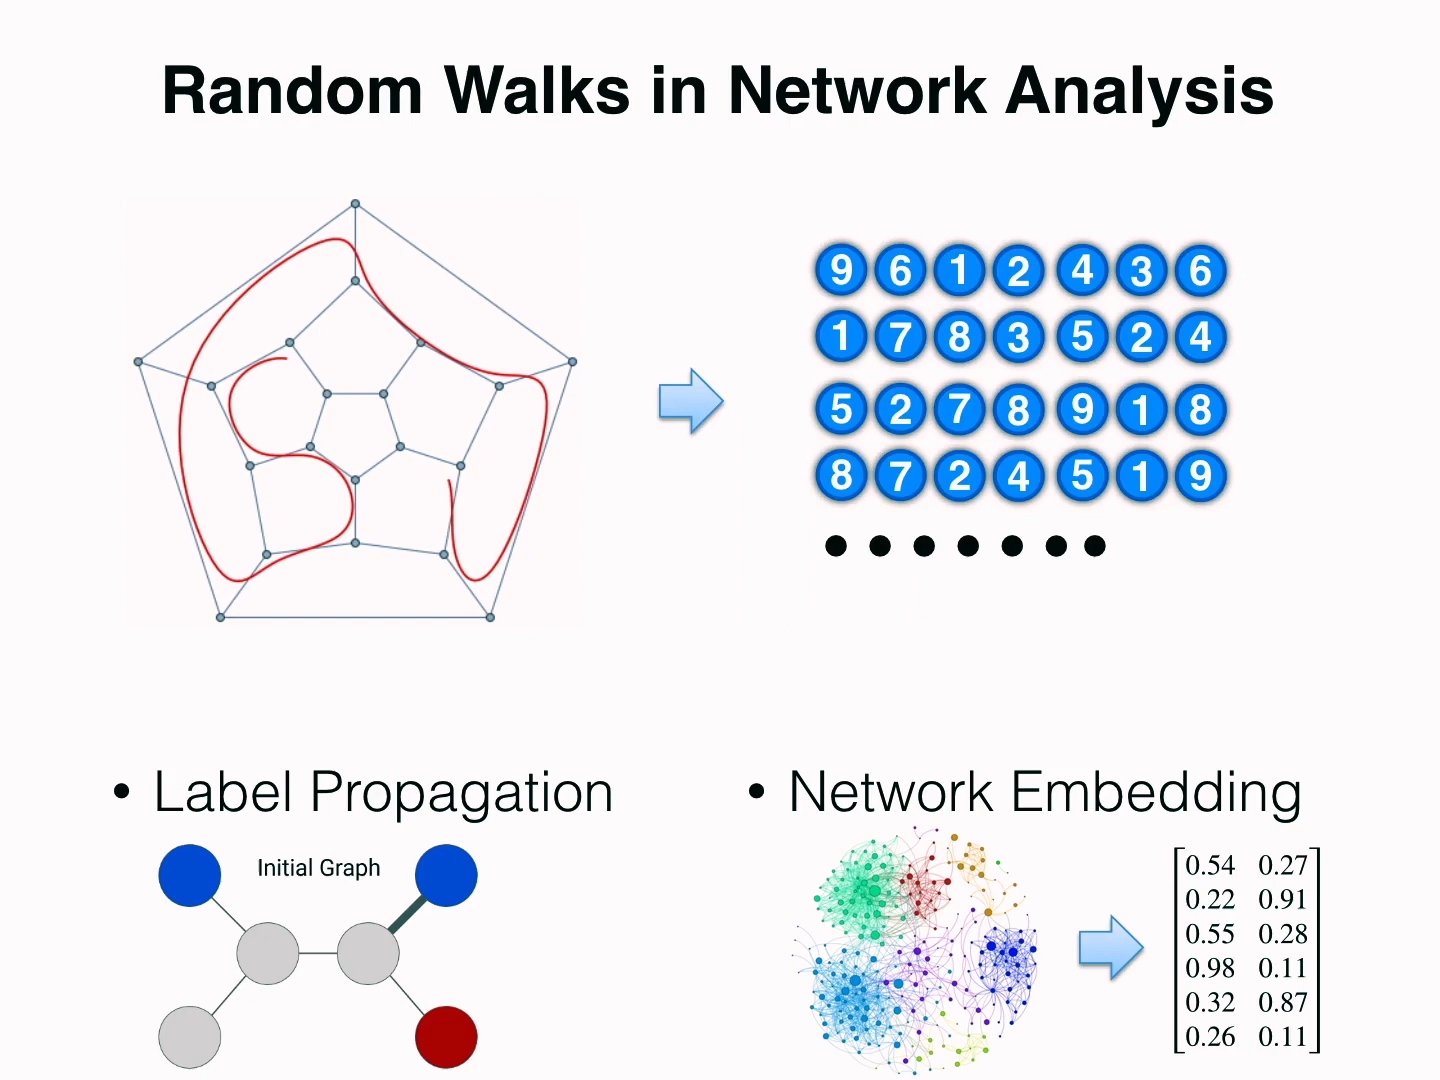 Random Walks in Network Analysis
9 6 1 2 4 3 6
1 7 8 3 5 2 4
5 2 7 8 9 1 8
8 7 2 4 5 1 9
• Label Propagation
Initial Graph
• Network Embedding
0.54 0.27
0.22 0.91
0.55 0.28
0.98 0.11
0.32 0.87
0.26 0.11